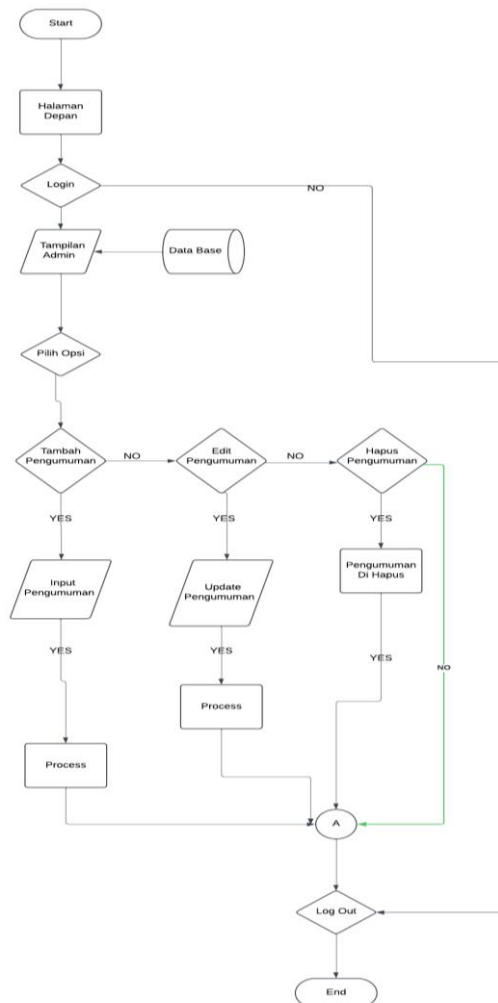 Start
Halaman
Depan
Login
NO
Tampilan
Admin
Data Base
Pilih Opsi
Tambah
Pengumuman
NO
Edit
Pengumuman
NO
Hapus
Pengumuman
YES
YES
YES
Input
Pengumuman
Update
Pengumuman
Pengumuman
Di Hapus
YES
YES
YES
NO
Process
Process
A
Log Out
End